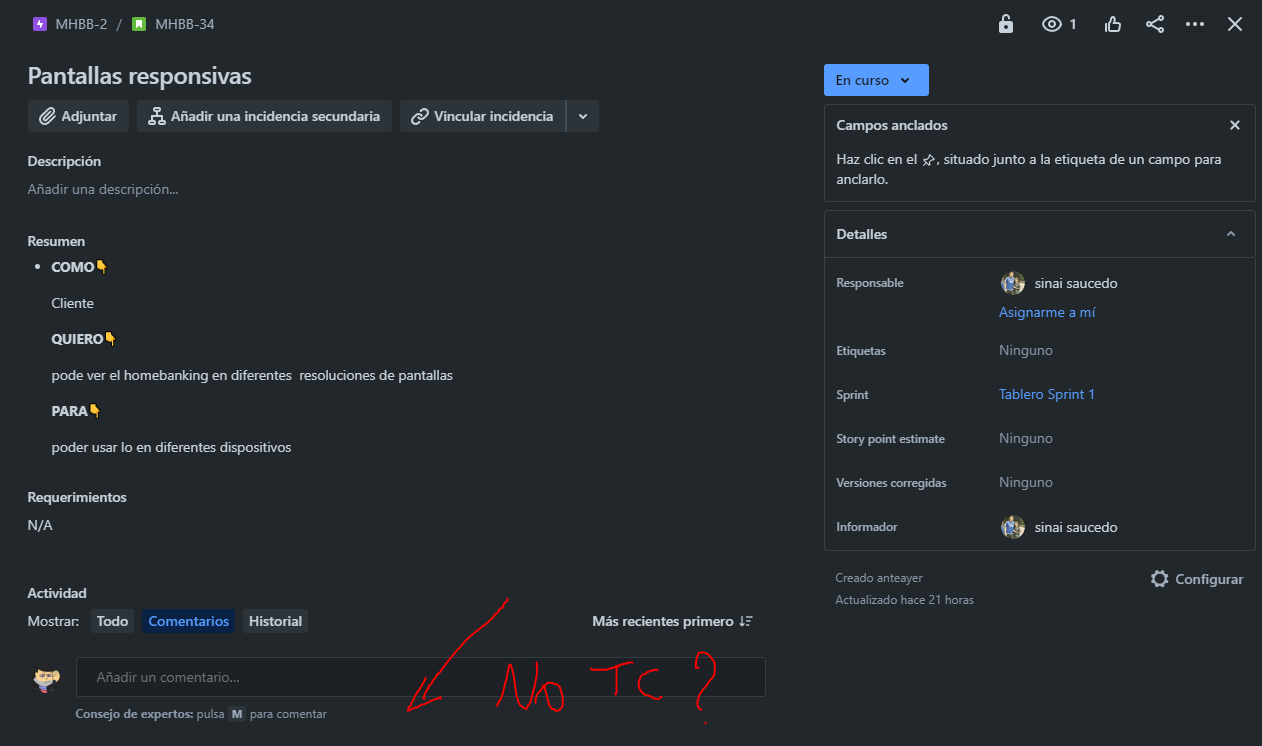 MHBB-2 / MHBB-34
1
Pantallas responsivas
En curso
Adjuntar
Añadir una incidencia secundaria
Vincular incidencia
Campos anclados
Haz clic en el , situado junto a la etiqueta de un campo para
anclarlo.
Descripción
Añadir una descripción...
Resumen
• COMO👇
Cliente
QUIERO👇
pode ver el homebanking en diferentes  resoluciones de pantallas
PARA👇
poder usar lo en diferentes dispositivos
Requerimientos
N/A
Detalles
Responsable
sinai saucedo
Asignarme a mí
Etiquetas
Ninguno
Sprint
Tablero Sprint 1
Story point estimate
Ninguno
Versiones corregidas
Ninguno
Informador
sinai saucedo
Creado anteayer
Actualizado hace 21 horas
Configurar
Actividad
Mostrar: Todo Comentarios Historial
Más recientes primero
Añadir un comentario...
Consejo de expertos: pulsa M para comentar
No TC ?